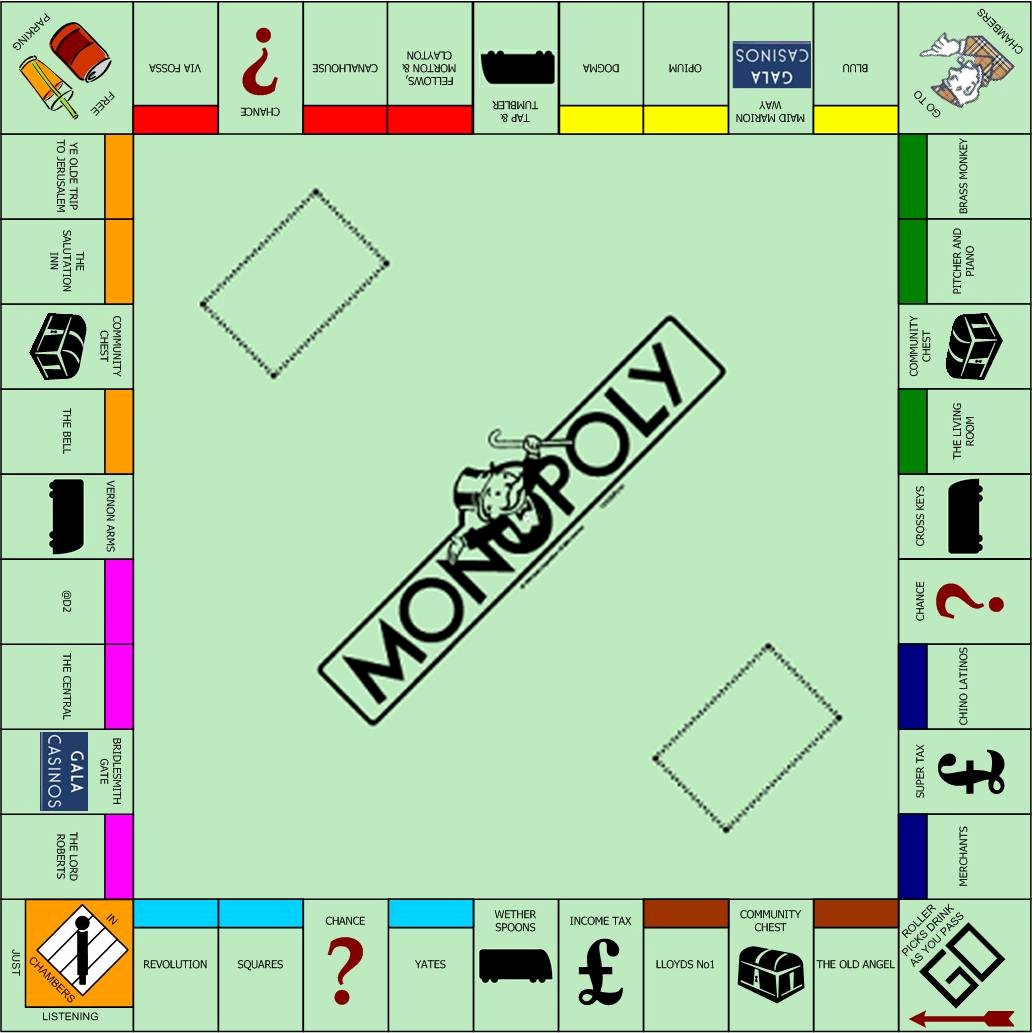 PARKING
FREE
VIA FOSSA
CHANCE
CANALHOUSE
FELLOWS,
MORTON &
CLAYTON
TAP &
TUMBLER
DOGMA
OPIUM
MAID MARION
WAY
GALA
CASINOS
BLUU
GO TO
CHAMBERS
BRASS MONKEY
PITCHER AND
PIANO
COMMUNITY
CHEST
THE LIVING
ROOM
CROSS KEYS
CHANCE
CHINO LATINOS
SUPER TAX
£
MERCHANTS
ROLLER
PICKS DRINK
AS YOU PASS
GO
THE OLD ANGEL
COMMUNITY
CHEST
LLOYDS No1
INCOME TAX
£
WETHER
SPOONS
YATES
CHANCE
?
SQUARES
REVOLUTION
IN
CHAMBERS
JUST
LISTENING
THE LORD
ROBERTS
BRIDLESMITH
GATE
GALA
CASINOS
THE CENTRAL
@D2
VERNON ARMS
THE BELL
COMMUNITY
CHEST
THE
SALUTATION
INN
YE OLDE TRIP
TO JERUSALEM
MONOPOLY